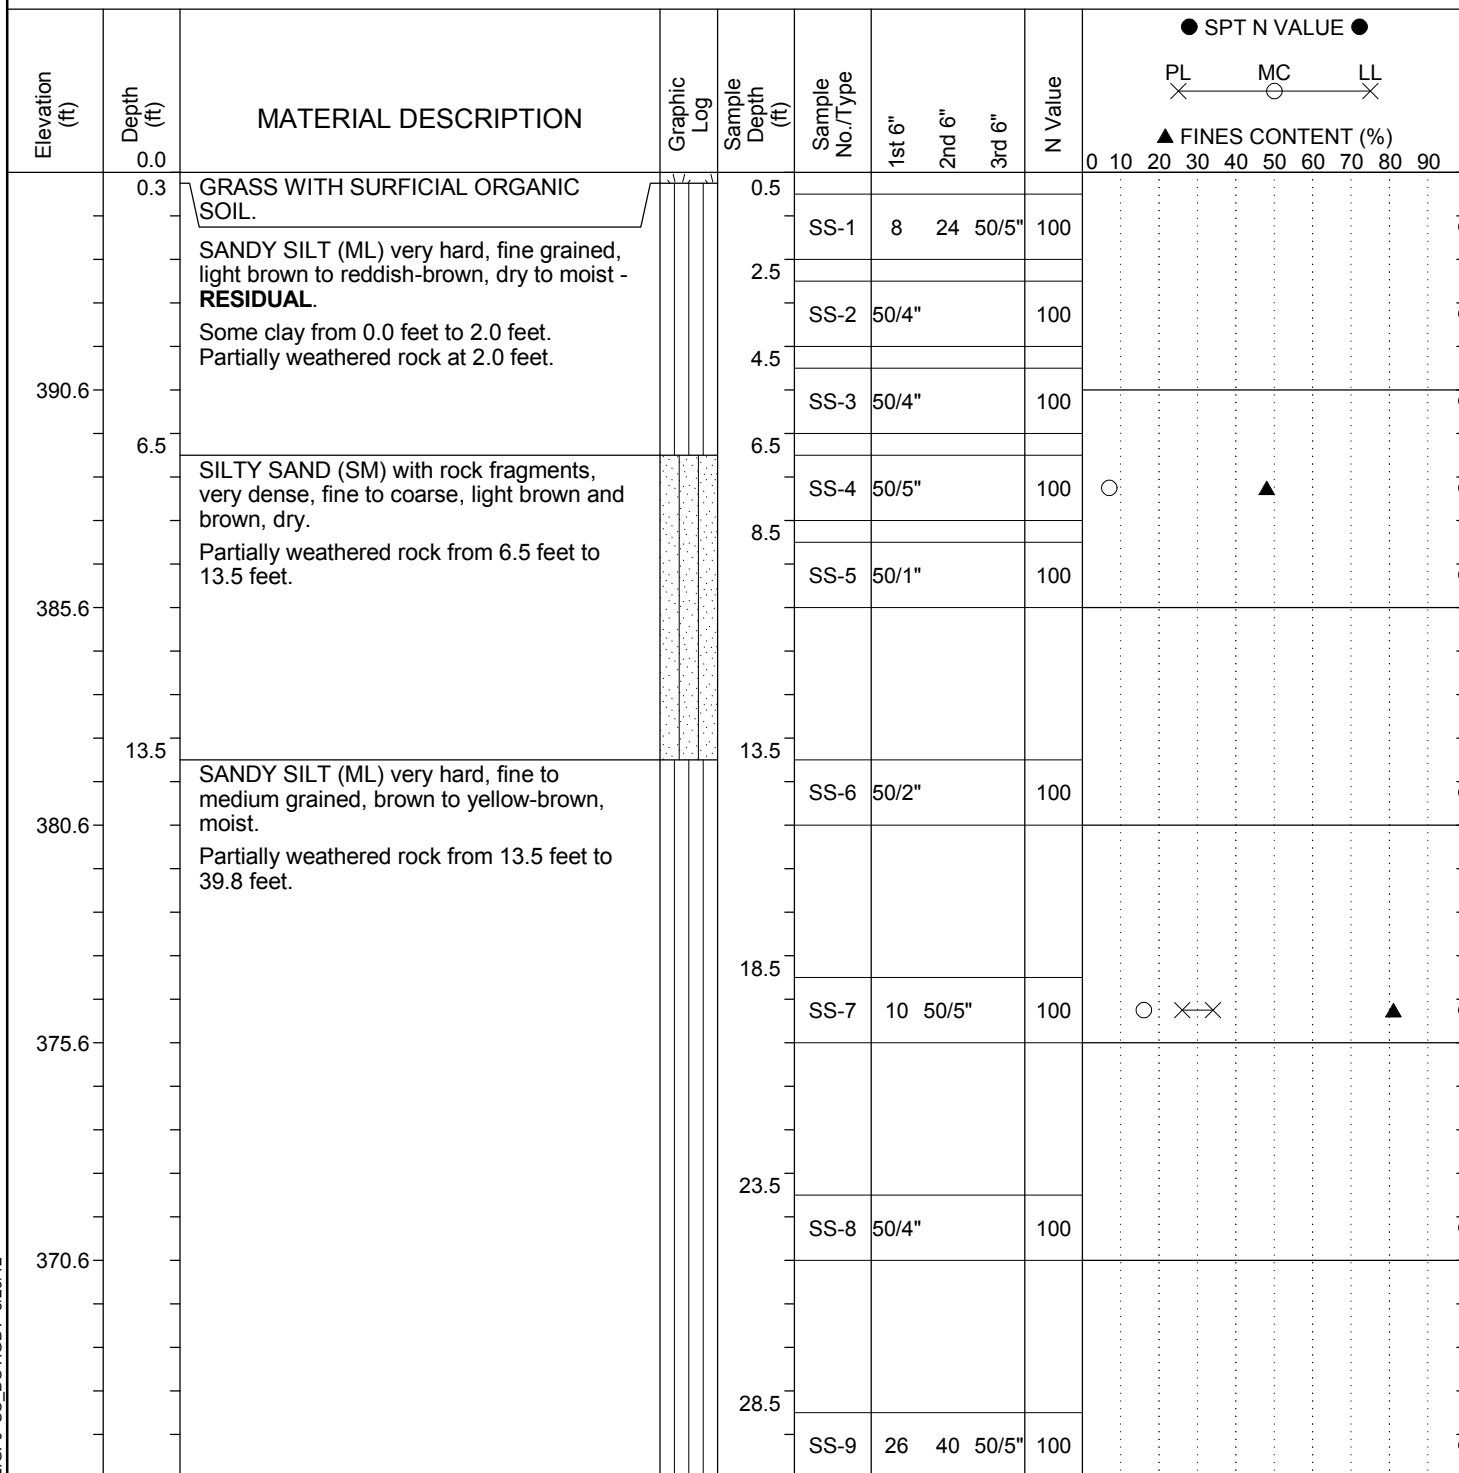 ● SPT N VALUE ●
PL MC LL
▲ FINES CONTENT (%)
0 10 20 30 40 50 60 70 80 90
Elevation (ft)
Depth (ft)
0.0
MATERIAL DESCRIPTION
Graphic Log
Sample Depth (ft)
Sample No./Type
1st 6"
2nd 6"
3rd 6"
N Value
0.3 GRASS WITH SURFICIAL ORGANIC 0.5
SOIL.
SS-1 8 24 50/5" 100
SANDY SILT (ML) very hard, fine grained,
light brown to reddish-brown, dry to moist - 2.5
RESIDUAL.
SS-2 50/4" 100
Some clay from 0.0 feet to 2.0 feet.
Partially weathered rock at 2.0 feet. 4.5
390.6
SS-3 50/4" 100
6.5 6.5
SILTY SAND (SM) with rock fragments,
very dense, fine to coarse, light brown and SS-4 50/5" 100
brown, dry.
8.5
Partially weathered rock from 6.5 feet to
13.5 feet. SS-5 50/1" 100
385.6
13.5 13.5
SANDY SILT (ML) very hard, fine to
medium grained, brown to yellow-brown, SS-6 50/2" 100
moist.
380.6
Partially weathered rock from 13.5 feet to
39.8 feet.
18.5
SS-7 10 50/5" 100
375.6
23.5
SS-8 50/4" 100
370.6
28.5
SS-9 26 40 50/5" 100